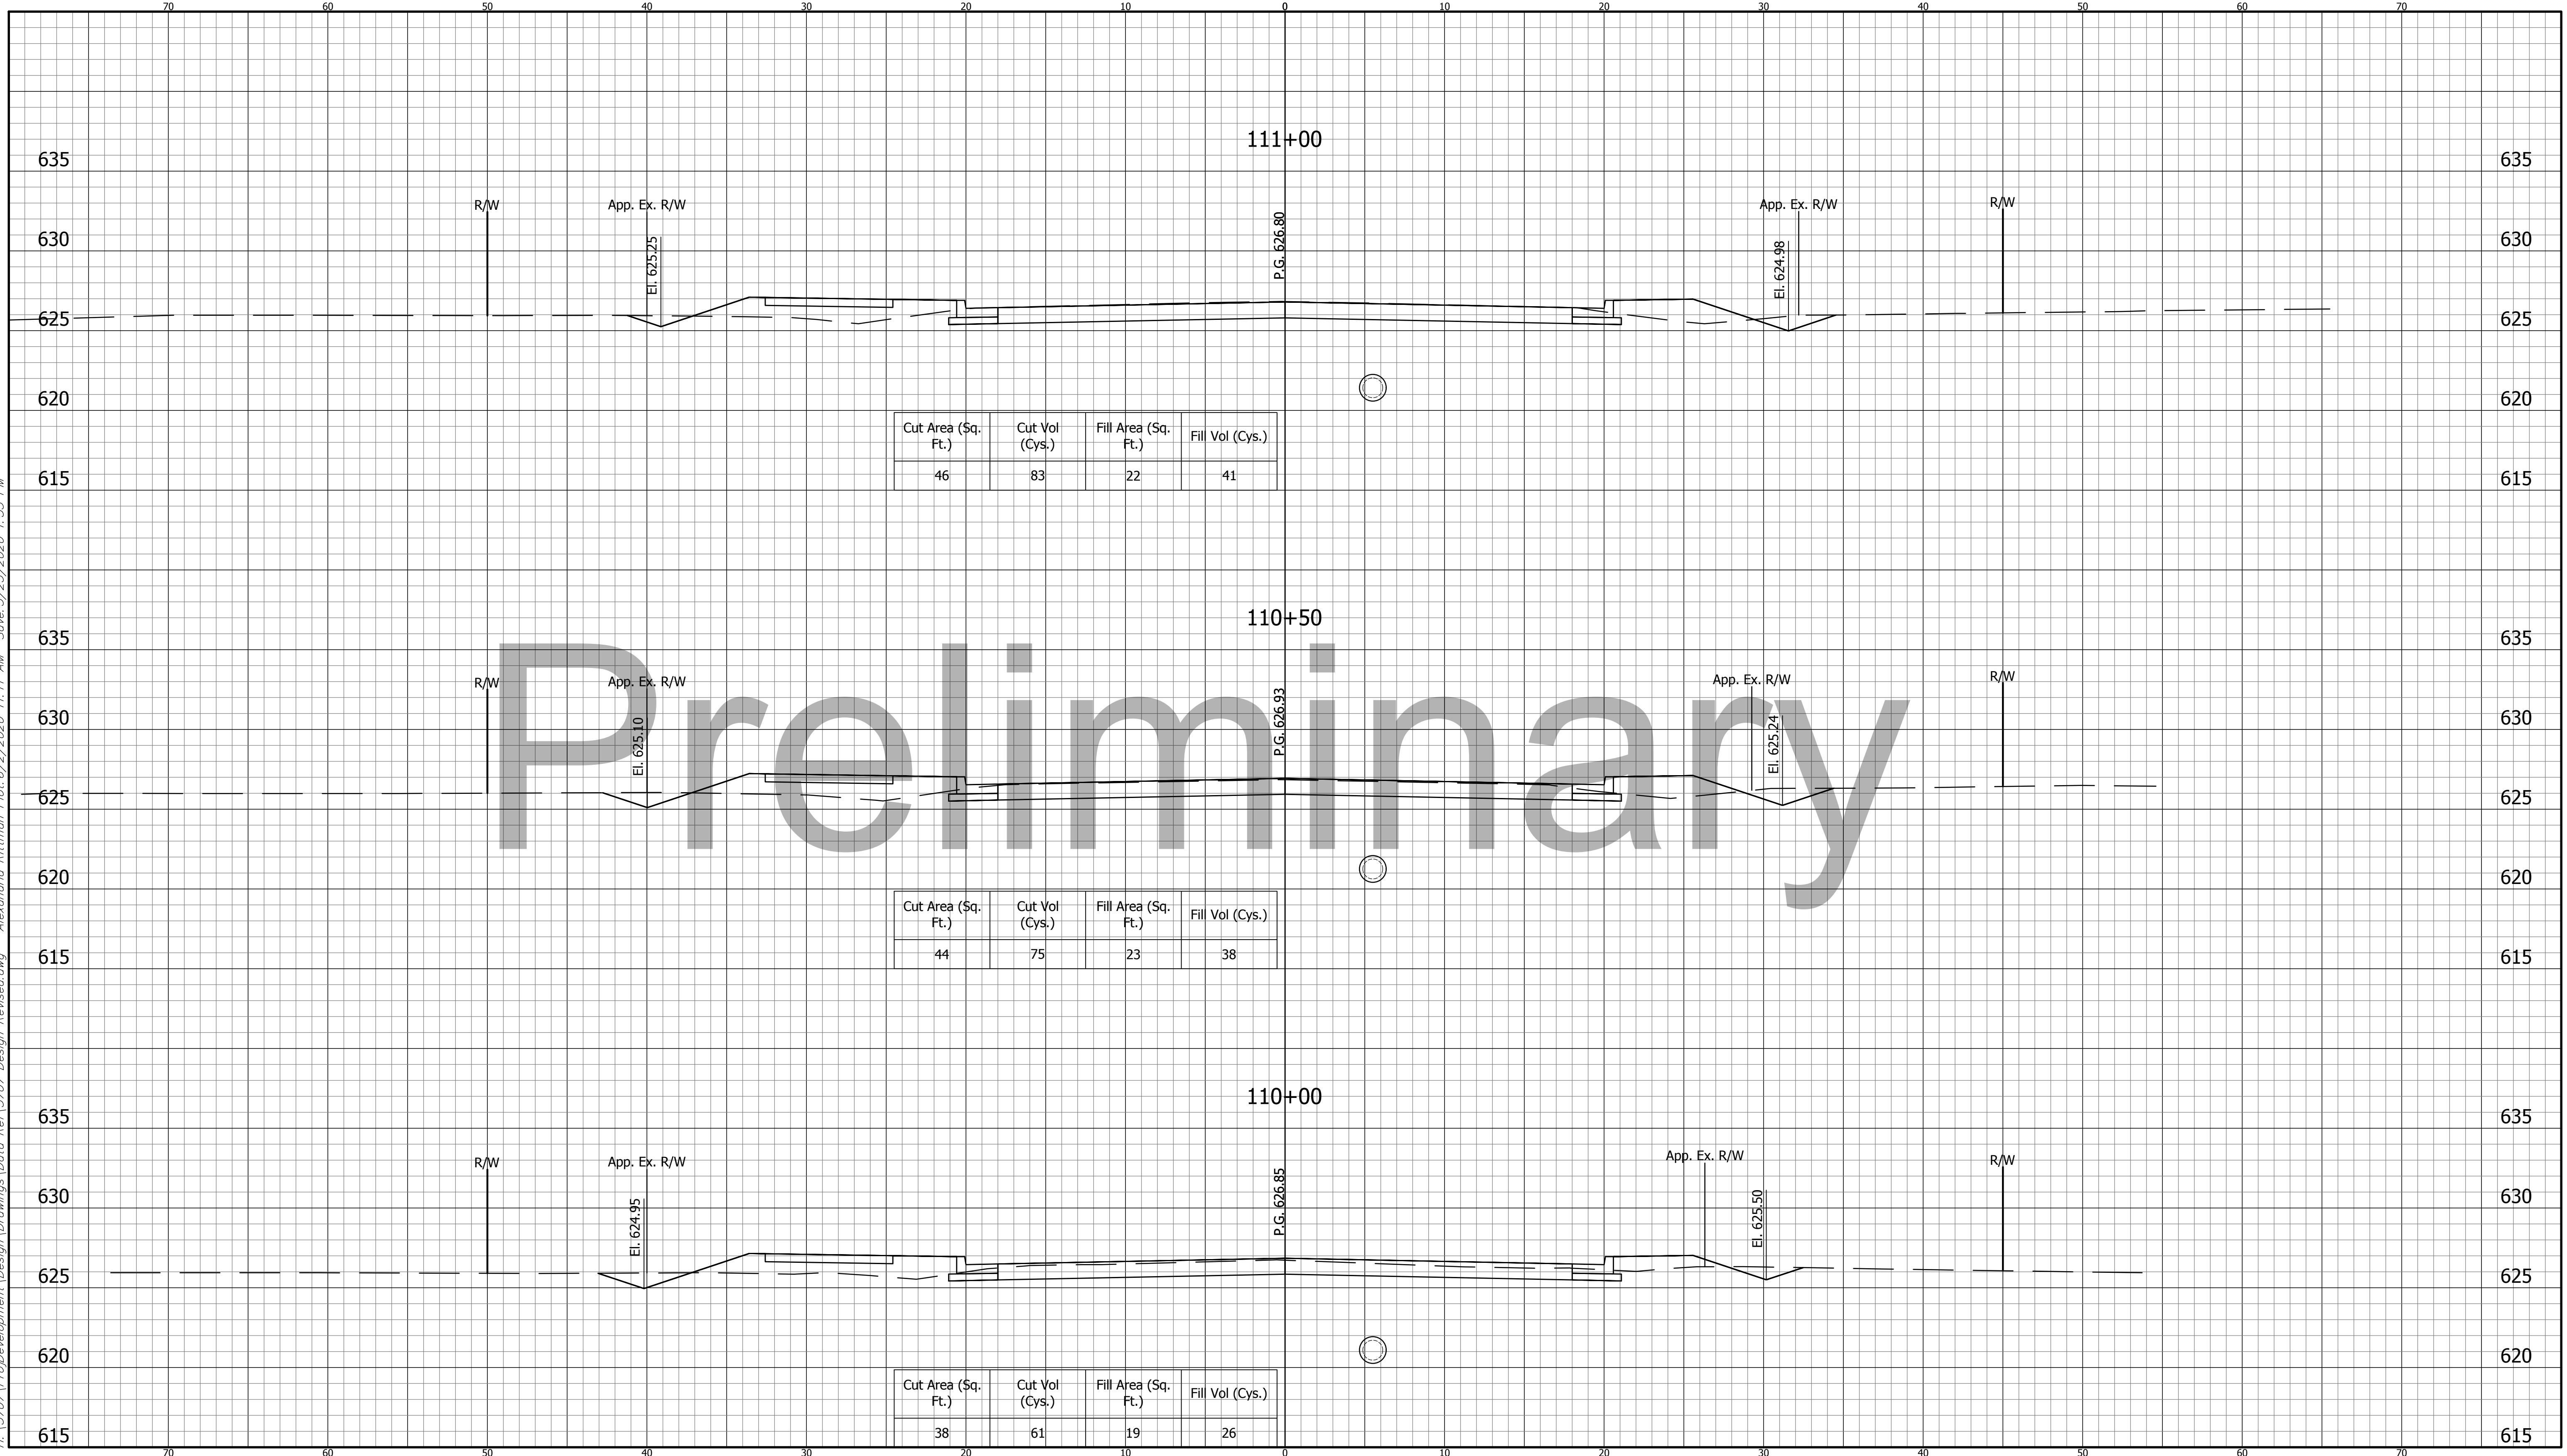 70 60 50 40 30 20 10 0 10 20 30 40 50 60 70
111+00
635 635
R/W App. Ex. R/W App. Ex. R/W R/W
630 630
El. 625.25
P.G. 626.80
El. 624.98
625 625
620 620
Cut Area (Sq. Ft.) Cut Vol (Cys.) Fill Area (Sq. Ft.) Fill Vol (Cys.)
46 83 22 41
615 615
110+50
635 635
Preliminary
R/W App. Ex. R/W App. Ex. R/W R/W
630 630
El. 625.10
P.G. 626.93
El. 625.24
625 625
620 620
Cut Area (Sq. Ft.) Cut Vol (Cys.) Fill Area (Sq. Ft.) Fill Vol (Cys.)
44 75 23 38
615 615
110+00
635 635
R/W App. Ex. R/W App. Ex. R/W R/W
630 630
El. 624.95
P.G. 626.85
El. 625.50
625 625
620 620
Cut Area (Sq. Ft.) Cut Vol (Cys.) Fill Area (Sq. Ft.) Fill Vol (Cys.)
38 61 19 26
615 615
70 60 50 40 30 20 10 0 10 20 30 40 50 60 70